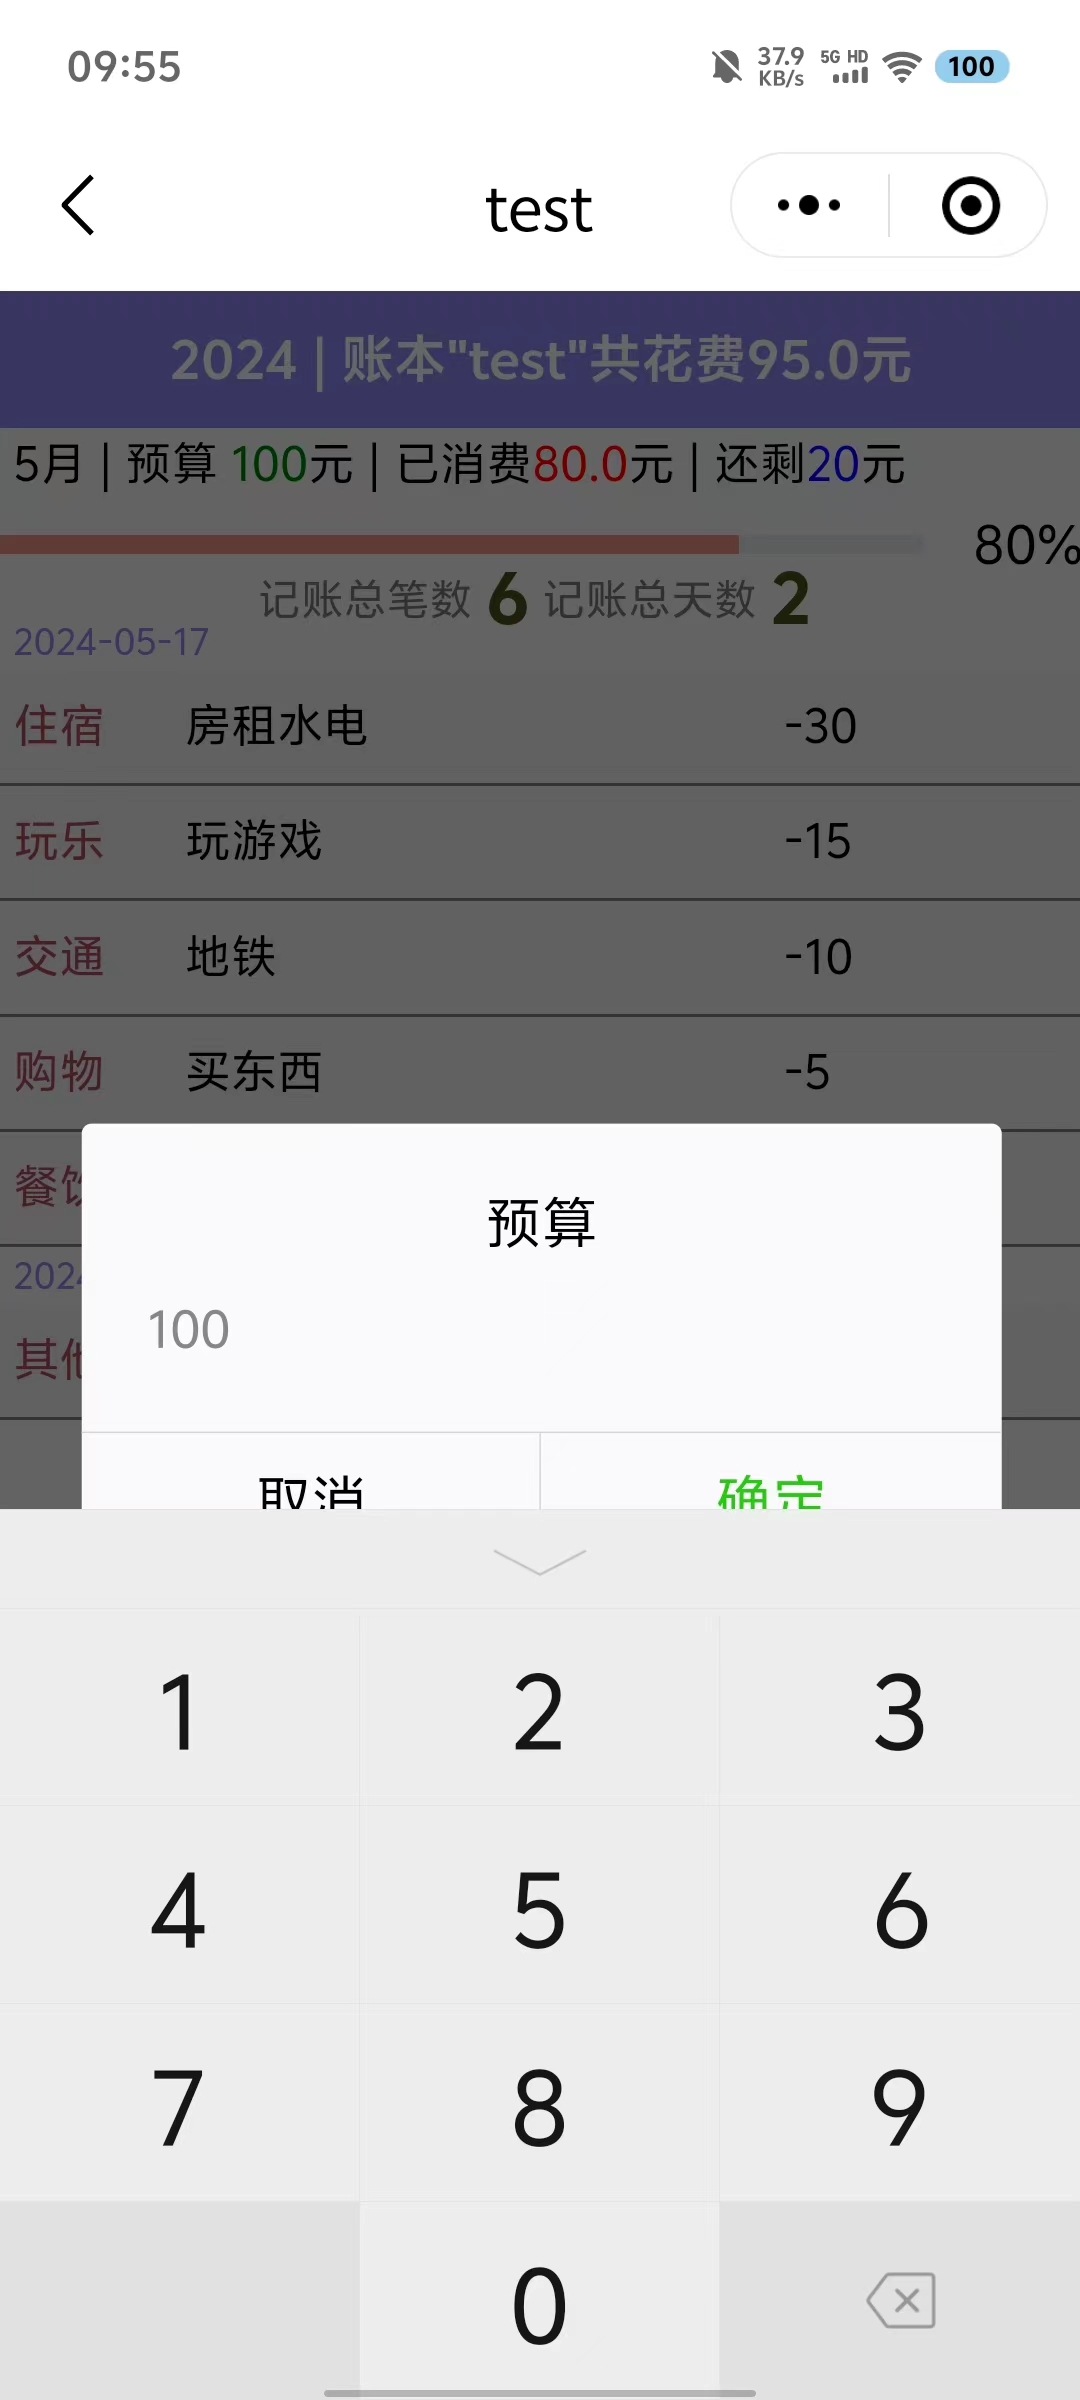 09:55
37.9 KB/s 5G HD 100
test
2024 | 账本"test"共花费95.0元
5月 | 预算 100元 | 已消费80.0元 | 还剩20元
80%
记账总笔数 6 记账总天数 2
2024-05-17
住宿 房租水电 -30
玩乐 玩游戏 -15
交通 地铁 -10
购物 买东西 -5
餐饮
预算
202
100
其他
取消 确定
1 2 3
4 5 6
7 8 9
0